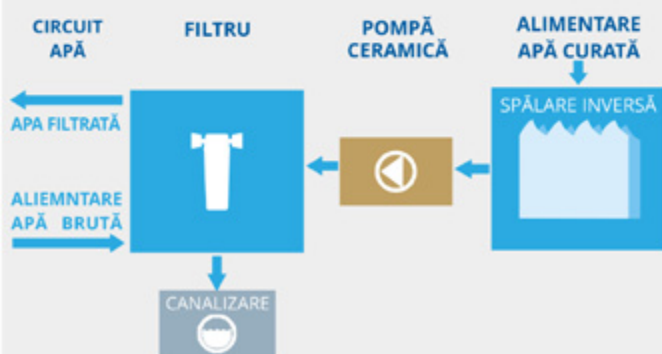 CIRCUIT
APĂ
FILTRU
POMPĂ
CERAMICĂ
ALIMENTARE
APĂ CURATĂ
APA FILTRATĂ
ALIEMNTARE
APĂ BRUTĂ
SPĂLARE INVERSĂ
CANALIZARE